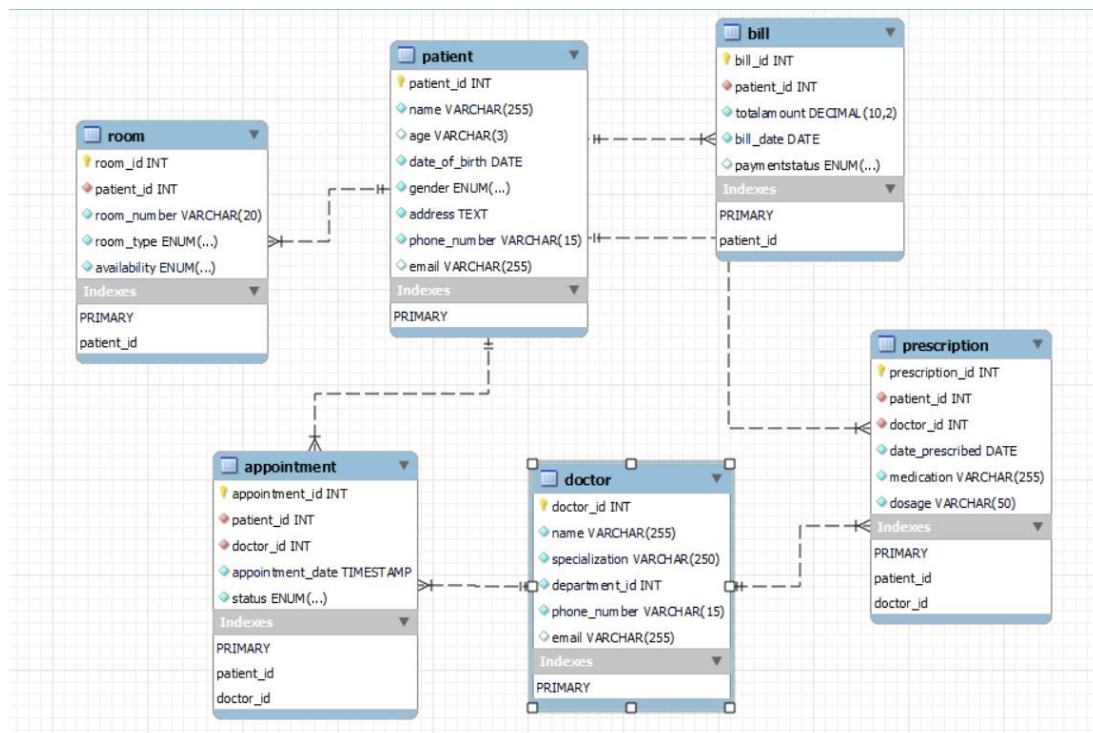 room
room_id INT
patient_id INT
room_number VARCHAR(20)
room_type ENUM(...)
availability ENUM(...)
Indexes
PRIMARY
patient_id
patient
patient_id INT
name VARCHAR(255)
age VARCHAR(3)
date_of_birth DATE
gender ENUM(...)
address TEXT
phone_number VARCHAR(15)
email VARCHAR(255)
Indexes
PRIMARY
bill
bill_id INT
patient_id INT
totalamount DECIMAL(10,2)
bill_date DATE
paymentstatus ENUM(...)
Indexes
PRIMARY
patient_id
appointment
appointment_id INT
patient_id INT
doctor_id INT
appointment_date TIMESTAMP
status ENUM(...)
Indexes
PRIMARY
patient_id
doctor_id
doctor
doctor_id INT
name VARCHAR(255)
specialization VARCHAR(250)
department_id INT
phone_number VARCHAR(15)
email VARCHAR(255)
Indexes
PRIMARY
prescription
prescription_id INT
patient_id INT
doctor_id INT
date_prescribed DATE
medication VARCHAR(255)
dosage VARCHAR(50)
Indexes
PRIMARY
patient_id
doctor_id